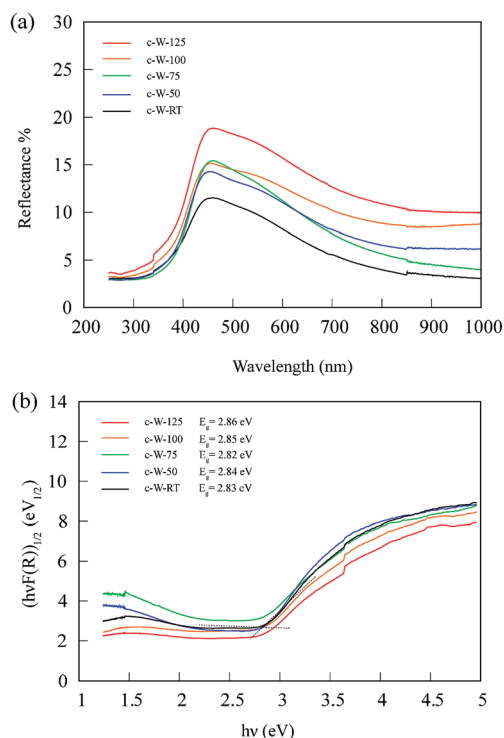 (a)
30
25
20
15
10
5
0
Reflectance %
c-W-125
c-W-100
c-W-75
c-W-50
c-W-RT
200 300 400 500 600 700 800 900 1000
Wavelength (nm)
(b)
14
12
10
8
6
4
2
0
(hνF(R))1/2 (eV1/2)
c-W-125 Eg= 2.86 eV
c-W-100 Eg= 2.85 eV
c-W-75 Eg= 2.82 eV
c-W-50 Eg= 2.84 eV
c-W-RT Eg= 2.83 eV
1 1.5 2 2.5 3 3.5 4 4.5 5
hν (eV)